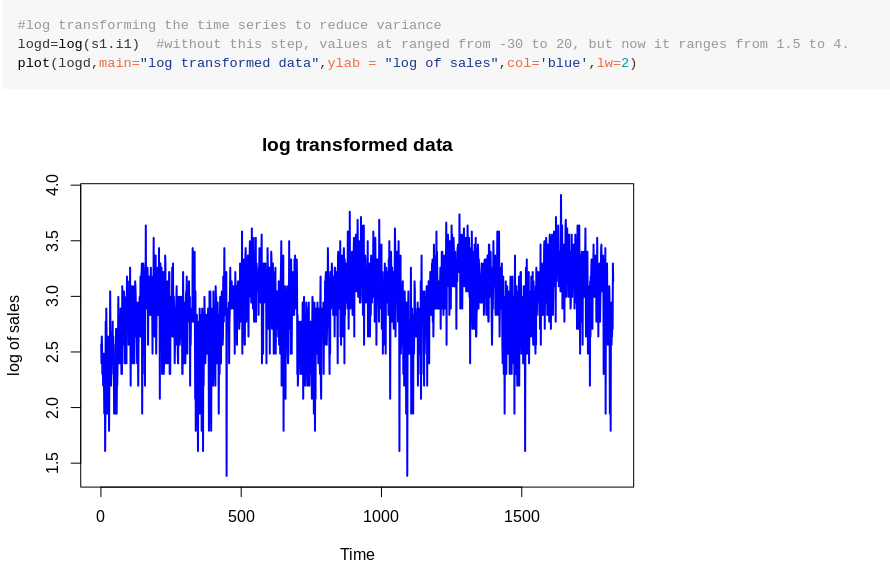 #log transforming the time series to reduce variance
logd=log(s1.i1)  #without this step, values at ranged from -30 to 20, but now it ranges from 1.5 to 4.
plot(logd,main="log transformed data",ylab = "log of sales",col='blue',lw=2)
log transformed data
4.0
3.5
3.0
2.5
2.0
1.5
log of sales
0 500 1000 1500
Time